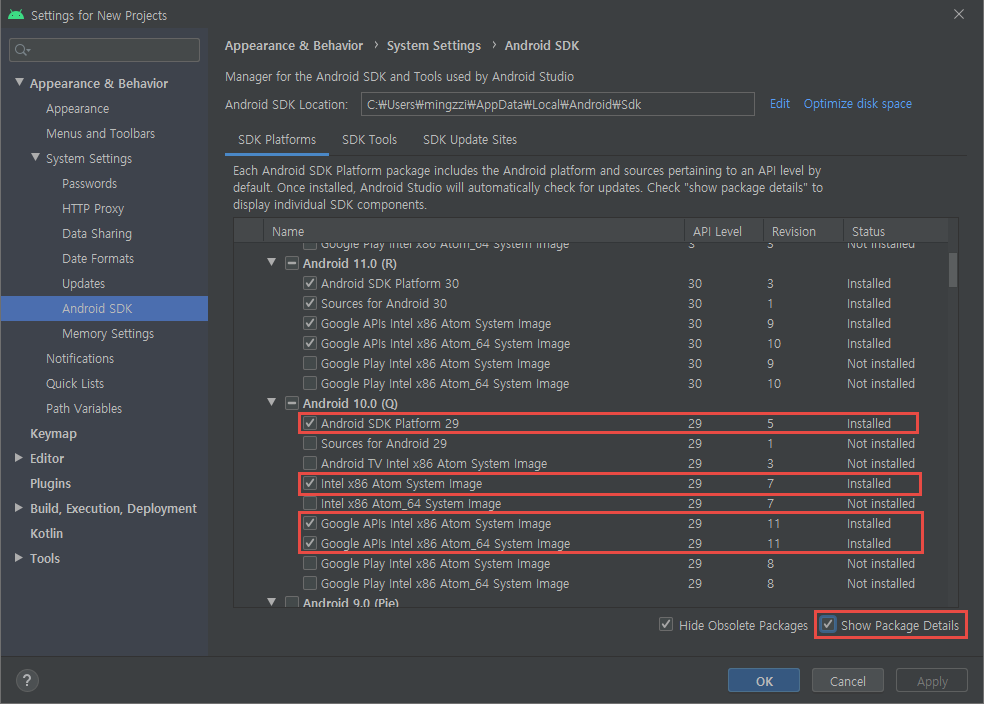 Settings for New Projects
Appearance & Behavior
Appearance
Menus and Toolbars
System Settings
Passwords
HTTP Proxy
Data Sharing
Date Formats
Updates
Android SDK
Memory Settings
Notifications
Quick Lists
Path Variables
Keymap
Editor
Plugins
Build, Execution, Deployment
Kotlin
Tools
Appearance & Behavior › System Settings › Android SDK
Manager for the Android SDK and Tools used by Android Studio
Android SDK Location: C:₩Users₩mingzzi₩AppData₩Local₩Android₩Sdk Edit Optimize disk space
SDK Platforms SDK Tools SDK Update Sites
Each Android SDK Platform package includes the Android platform and sources pertaining to an API level by
default. Once installed, Android Studio will automatically check for updates. Check "show package details" to
display individual SDK components.
Name API Level Revision Status
Google Play Intel x86 Atom_64 System Image 3 3 Not installed
Android 11.0 (R)
Android SDK Platform 30 30 3 Installed
Sources for Android 30 30 1 Installed
Google APIs Intel x86 Atom System Image 30 9 Installed
Google APIs Intel x86 Atom_64 System Image 30 10 Installed
Google Play Intel x86 Atom System Image 30 9 Not installed
Google Play Intel x86 Atom_64 System Image 30 10 Not installed
Android 10.0 (Q)
Android SDK Platform 29 29 5 Installed
Sources for Android 29 29 1 Not installed
Android TV Intel x86 Atom System Image 29 3 Not installed
Intel x86 Atom System Image 29 7 Installed
Intel x86 Atom_64 System Image 29 7 Not installed
Google APIs Intel x86 Atom System Image 29 11 Installed
Google APIs Intel x86 Atom_64 System Image 29 11 Installed
Google Play Intel x86 Atom System Image 29 8 Not installed
Google Play Intel x86 Atom_64 System Image 29 8 Not installed
Android 9.0 (Pie)
Hide Obsolete Packages Show Package Details
? OK Cancel Apply